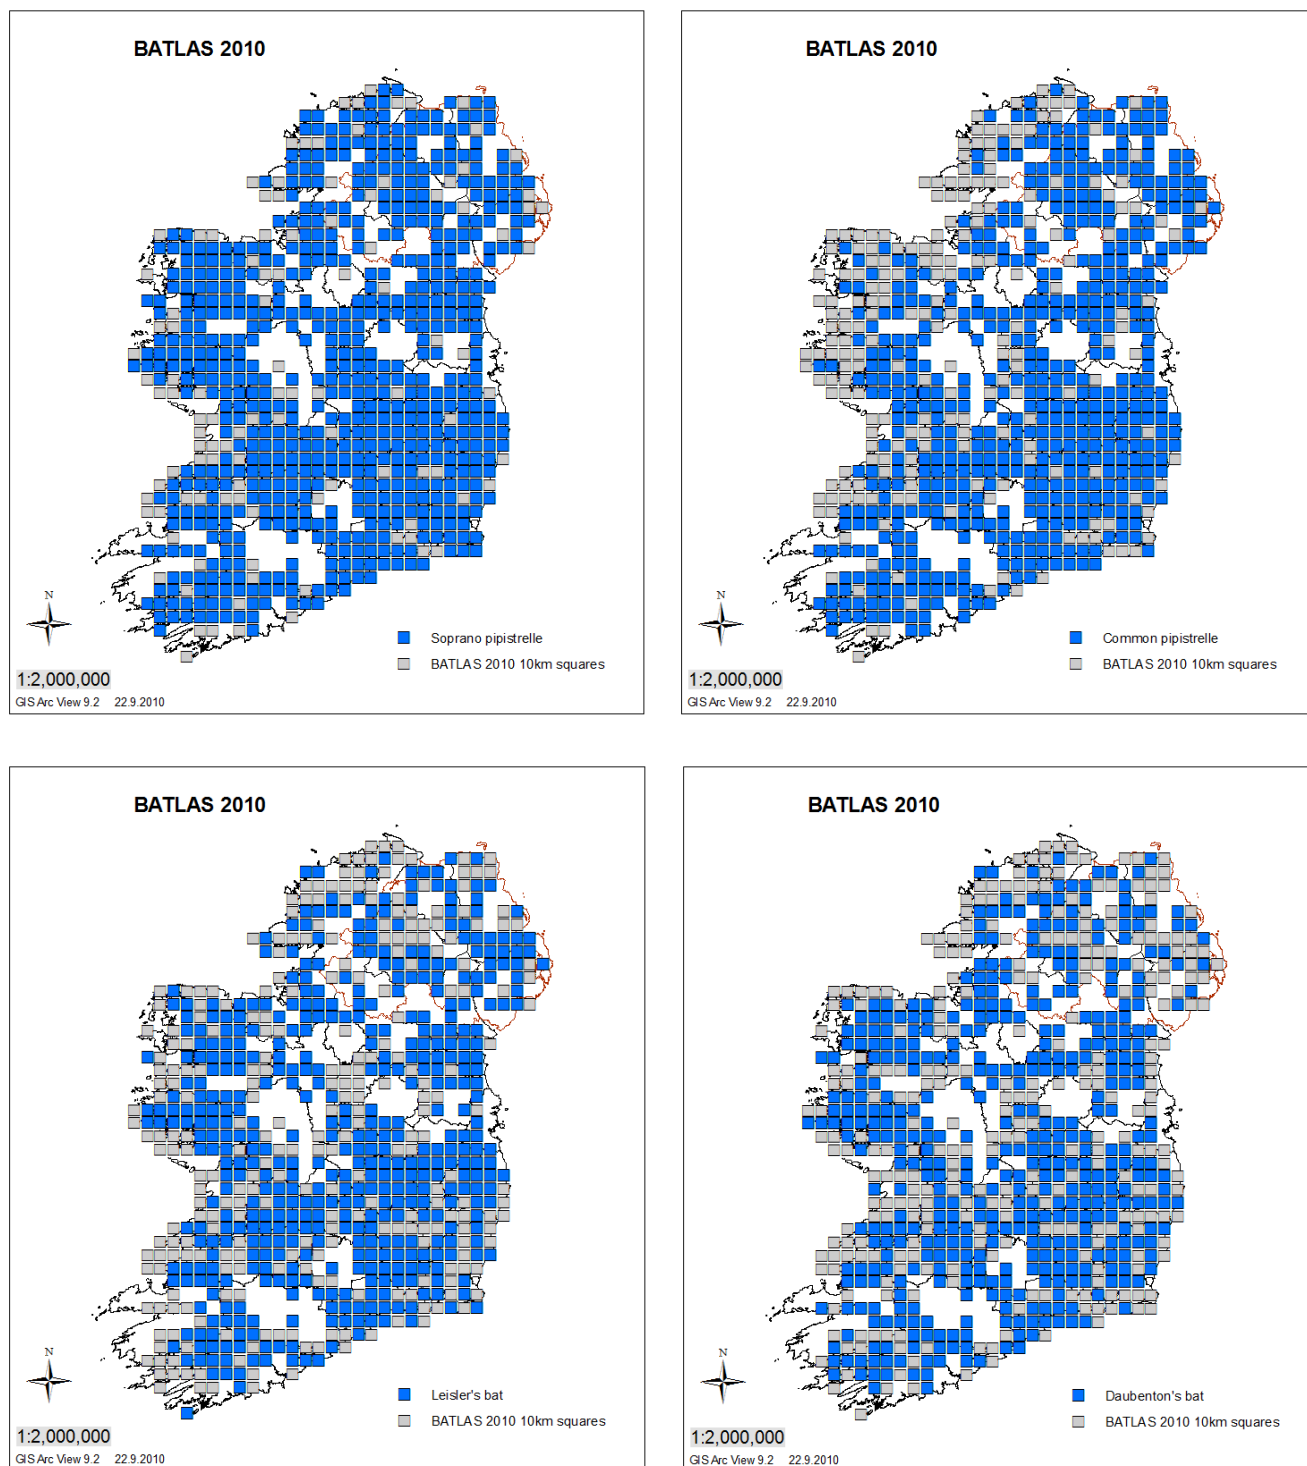 BATLAS 2010
N
Soprano pipistrelle
BATLAS 2010 10km squares
1:2,000,000
GIS Arc View 9.2 22.9.2010
BATLAS 2010
N
Common pipistrelle
BATLAS 2010 10km squares
1:2,000,000
GIS Arc View 9.2 22.9.2010
BATLAS 2010
N
Leisler's bat
BATLAS 2010 10km squares
1:2,000,000
GIS Arc View 9.2 22.9.2010
BATLAS 2010
N
Daubenton's bat
BATLAS 2010 10km squares
1:2,000,000
GIS Arc View 9.2 22.9.2010